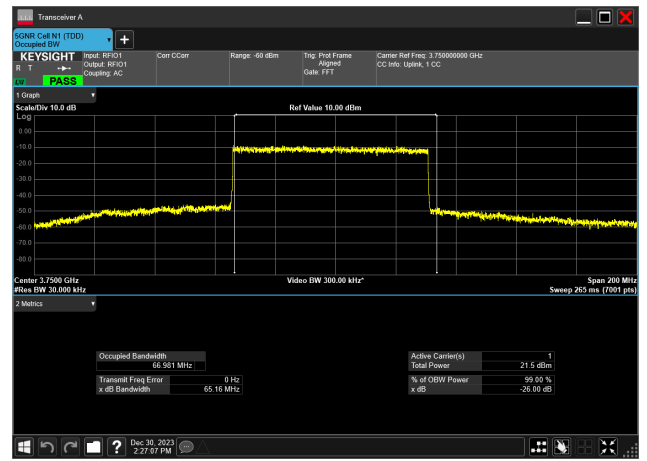 Transceiver A
5GNR Cell N1 (TDD)
Occupied BW
KEYSIGHT
R T
LW
PASS
Input: RFIO1
Output: RFIO1
Coupling: AC
Corr CCorr
Range: -60 dBm
Trig: Prot Frame
Aligned
Gate: FFT
Carrier Ref Freq: 3.750000000 GHz
CC Info: Uplink, 1 CC
1 Graph
Scale/Div 10.0 dB
Ref Value 10.00 dBm
Log
0.00
-10.0
-20.0
-30.0
-40.0
-50.0
-60.0
-70.0
-80.0
Center 3.7500 GHz
Video BW 300.00 kHz*
Span 200 MHz
#Res BW 30.000 kHz
Sweep 265 ms (7001 pts)
2 Metrics
Occupied Bandwidth
66.981 MHz
Transmit Freq Error 0 Hz
x dB Bandwidth 65.16 MHz
Active Carrier(s) 1
Total Power 21.5 dBm
% of OBW Power 99.00 %
x dB -26.00 dB
?
Dec 30, 2023
2:27:07 PM